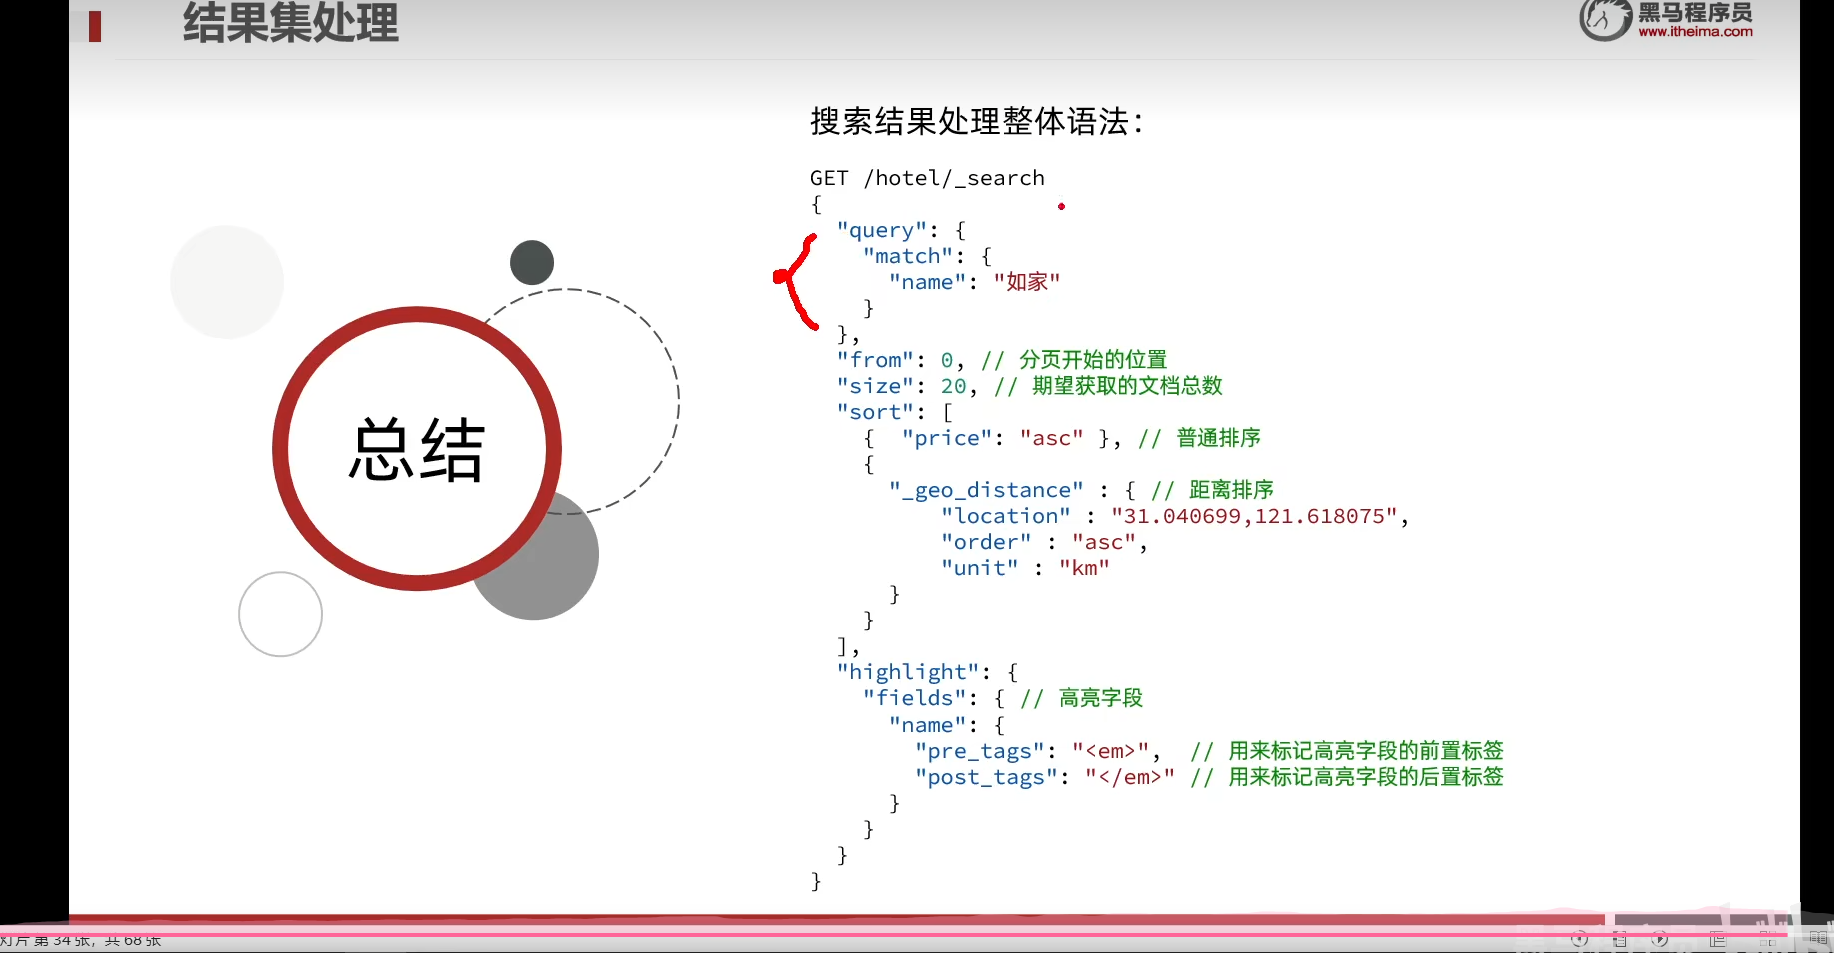 结果集处理
黑马程序员
www.itheima.com
搜索结果处理整体语法：
GET /hotel/_search
{
  "query": {
    "match": {
      "name": "如家"
    }
  },
  "from": 0, // 分页开始的位置
  "size": 20, // 期望获取的文档总数
  "sort": [
    {  "price": "asc" }, // 普通排序
    {
      "_geo_distance" : { // 距离排序
          "location" : "31.040699,121.618075",
          "order" : "asc",
          "unit" : "km"
      }
    }
  ],
  "highlight": {
    "fields": { // 高亮字段
      "name": {
        "pre_tags": "<em>",  // 用来标记高亮字段的前置标签
        "post_tags": "</em>" // 用来标记高亮字段的后置标签
      }
    }
  }
}
总结
灯片 第 34 张，共 68 张